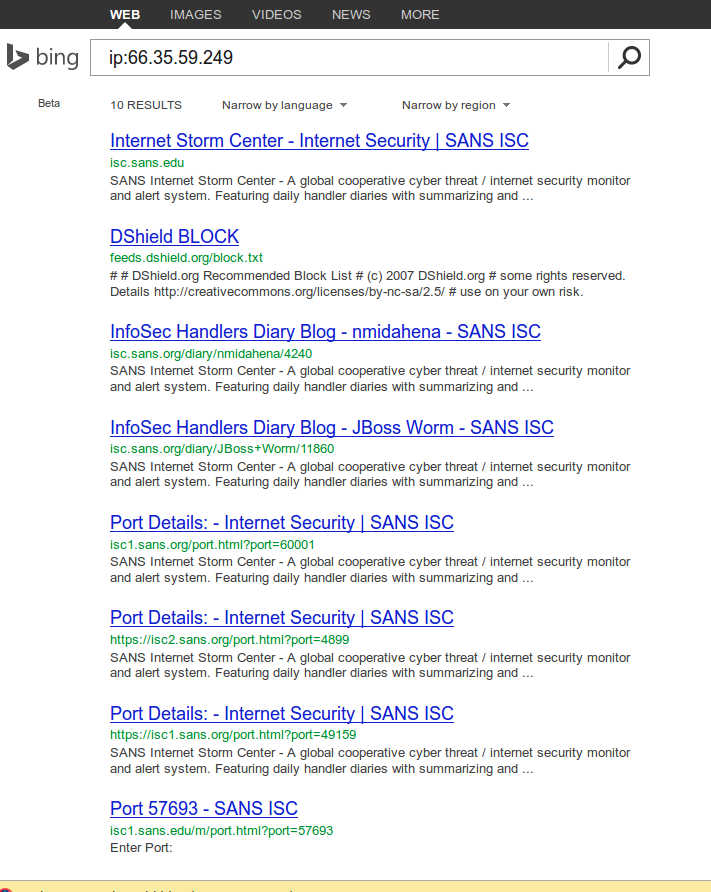 WEB IMAGES VIDEOS NEWS MORE
bing ip:66.35.59.249
Beta 10 RESULTS Narrow by language Narrow by region
Internet Storm Center - Internet Security | SANS ISC
isc.sans.edu
SANS Internet Storm Center - A global cooperative cyber threat / internet security monitor
and alert system. Featuring daily handler diaries with summarizing and ...
DShield BLOCK
feeds.dshield.org/block.txt
# # DShield.org Recommended Block List # (c) 2007 DShield.org # some rights reserved.
Details http://creativecommons.org/licenses/by-nc-sa/2.5/ # use on your own risk.
InfoSec Handlers Diary Blog - nmidahena - SANS ISC
isc.sans.org/diary/nmidahena/4240
SANS Internet Storm Center - A global cooperative cyber threat / internet security monitor
and alert system. Featuring daily handler diaries with summarizing and ...
InfoSec Handlers Diary Blog - JBoss Worm - SANS ISC
isc.sans.org/diary/JBoss+Worm/11860
SANS Internet Storm Center - A global cooperative cyber threat / internet security monitor
and alert system. Featuring daily handler diaries with summarizing and ...
Port Details: - Internet Security | SANS ISC
isc1.sans.org/port.html?port=60001
SANS Internet Storm Center - A global cooperative cyber threat / internet security monitor
and alert system. Featuring daily handler diaries with summarizing and ...
Port Details: - Internet Security | SANS ISC
https://isc2.sans.org/port.html?port=4899
SANS Internet Storm Center - A global cooperative cyber threat / internet security monitor
and alert system. Featuring daily handler diaries with summarizing and ...
Port Details: - Internet Security | SANS ISC
https://isc1.sans.org/port.html?port=49159
SANS Internet Storm Center - A global cooperative cyber threat / internet security monitor
and alert system. Featuring daily handler diaries with summarizing and ...
Port 57693 - SANS ISC
isc1.sans.edu/m/port.html?port=57693
Enter Port: